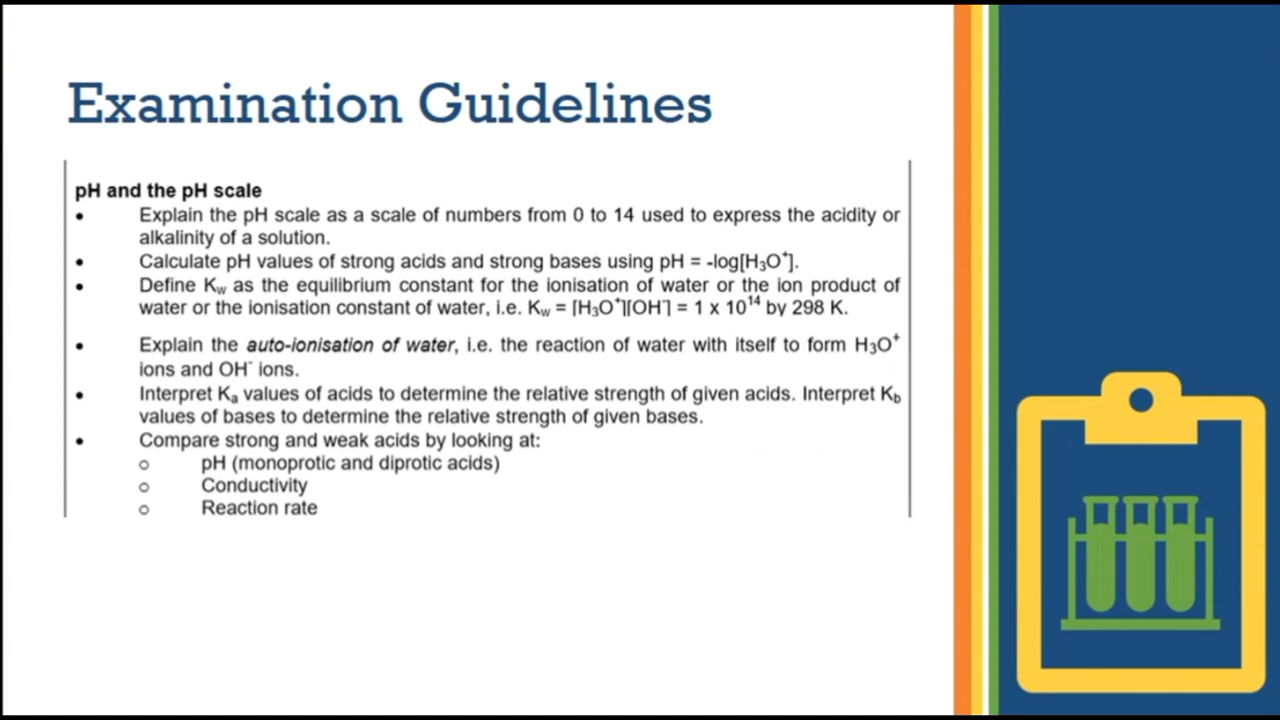 Examination Guidelines
pH and the pH scale
• Explain the pH scale as a scale of numbers from 0 to 14 used to express the acidity or
alkalinity of a solution.
• Calculate pH values of strong acids and strong bases using pH = -log[H₃O⁺].
• Define Kw as the equilibrium constant for the ionisation of water or the ion product of
water or the ionisation constant of water, i.e. Kw = [H₃O⁺][OH⁻] = 1 x 10¹⁴ by 298 K.
• Explain the auto-ionisation of water, i.e. the reaction of water with itself to form H₃O⁺
ions and OH⁻ ions.
• Interpret Kₐ values of acids to determine the relative strength of given acids. Interpret Kb
values of bases to determine the relative strength of given bases.
• Compare strong and weak acids by looking at:
o pH (monoprotic and diprotic acids)
o Conductivity
o Reaction rate